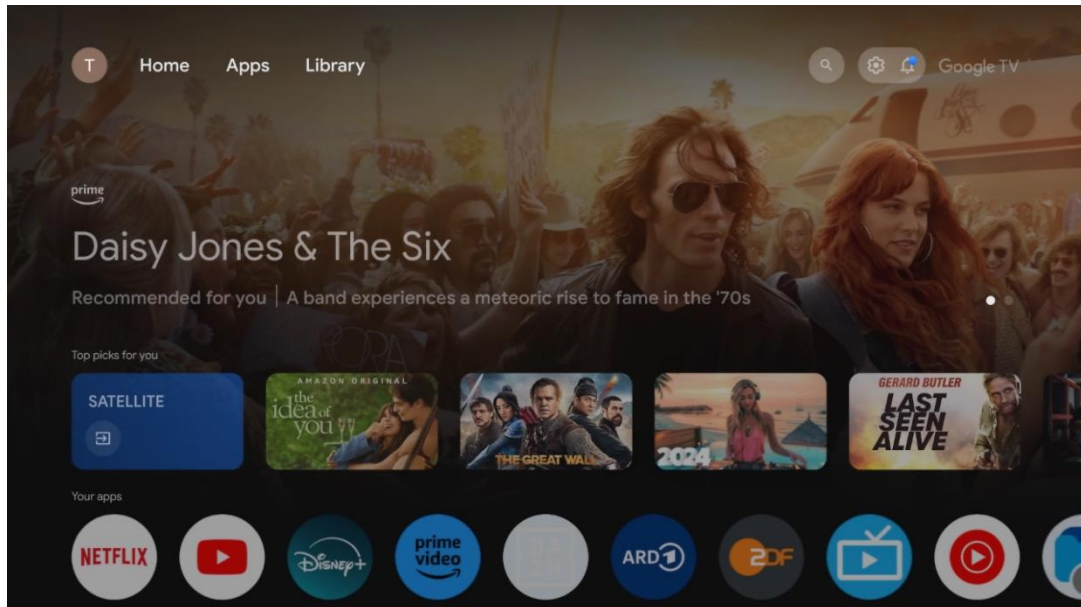 T
Home
Apps
Library
Google TV
prime
Daisy Jones & The Six
Recommended for you | A band experiences a meteoric rise to fame in the '70s
Top picks for you
SATELLITE
AMAZON ORIGINAL
the
idea of
you
THE GREAT WALL
2024
GERARD BUTLER
LAST
SEEN
ALIVE
Your apps
NETFLIX
Disney+
prime
video
ARD 1
ZDF